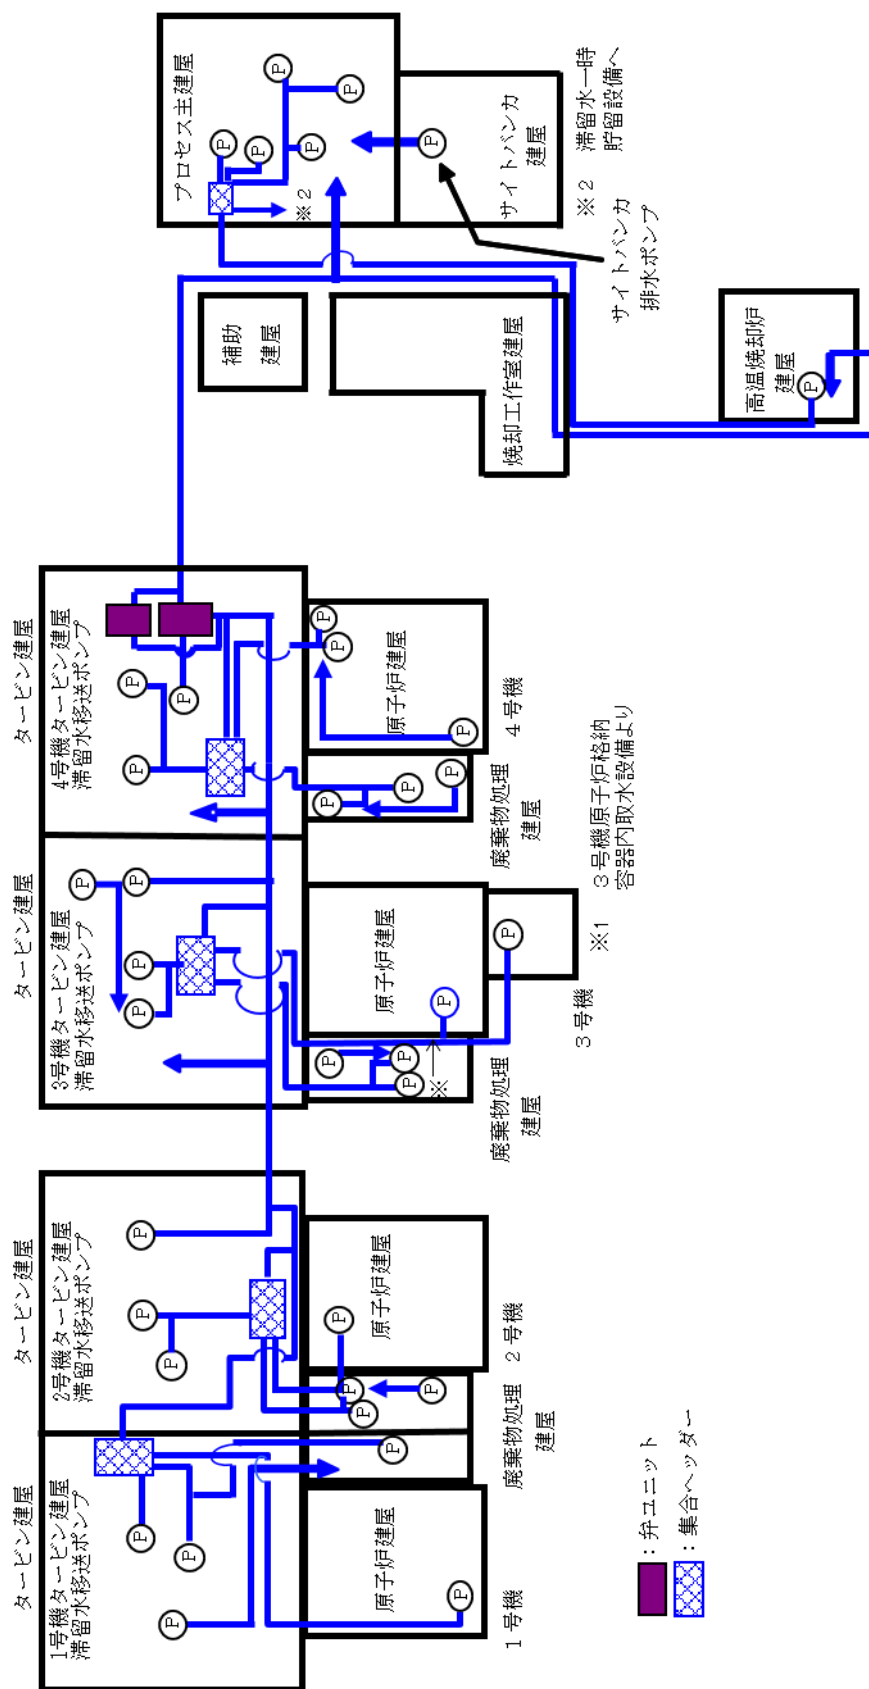 タービン建屋
1号機タービン建屋
滞留水移送ポンプ
P
P
P
原子炉建屋
P
1号機
P
廃棄物処理
建屋
タービン建屋
2号機タービン建屋
滞留水移送ポンプ
P
P
P
P
P
P
原子炉建屋
P
2号機
タービン建屋
3号機タービン建屋
滞留水移送ポンプ
P
P
P
P
P
P
P
※
廃棄物処理
建屋
原子炉建屋
P
P
3号機
※1
3号機原子炉格納
容器内取水設備より
タービン建屋
4号機タービン建屋
滞留水移送ポンプ
P
P
P
P
P
P
廃棄物処理
建屋
原子炉建屋
P
P
P
4号機
補助
建屋
焼却工作室建屋
プロセス主建屋
P
P
P
P
P
※2
サイトバンカ
建屋
P
※2
滞留水一時
貯留設備へ
サイトバンカ
排水ポンプ
高温焼却炉
建屋
P
:弁ユニット
:集合ヘッダー